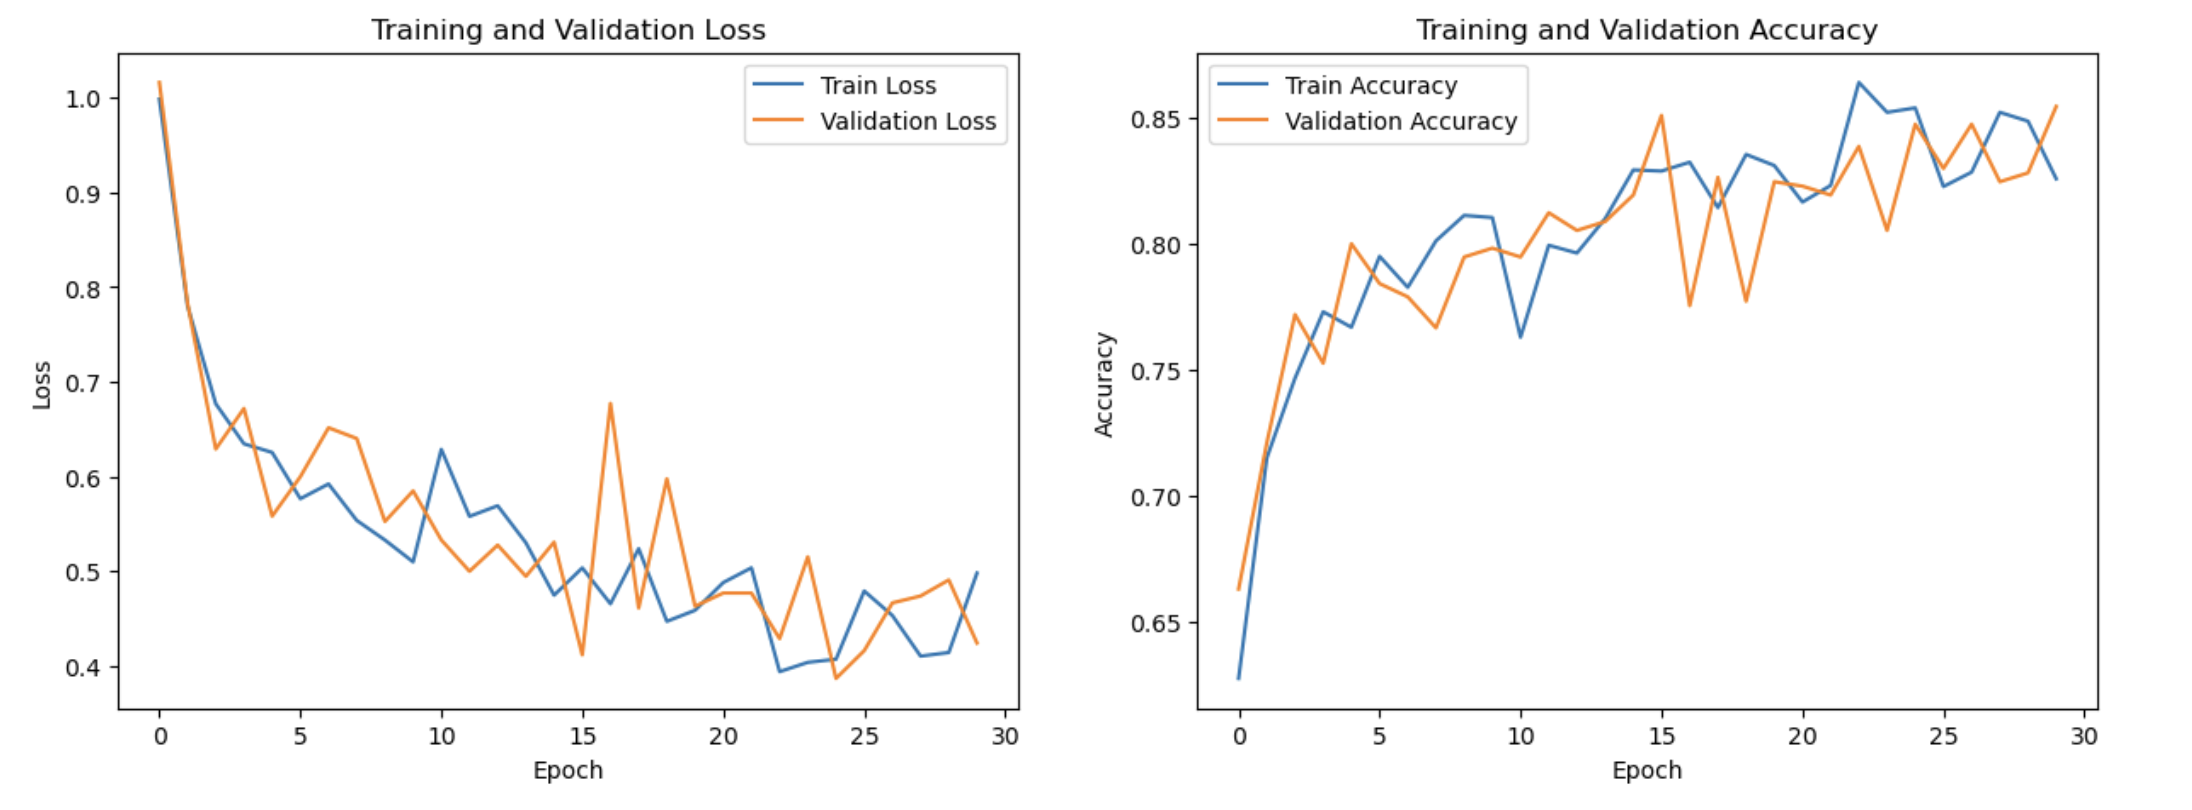 Training and Validation Loss
Train Loss
Validation Loss
1.0
0.9
0.8
0.7
0.6
0.5
0.4
Loss
0 5 10 15 20 25 30
Epoch
Training and Validation Accuracy
Train Accuracy
Validation Accuracy
0.85
0.80
0.75
0.70
0.65
Accuracy
0 5 10 15 20 25 30
Epoch